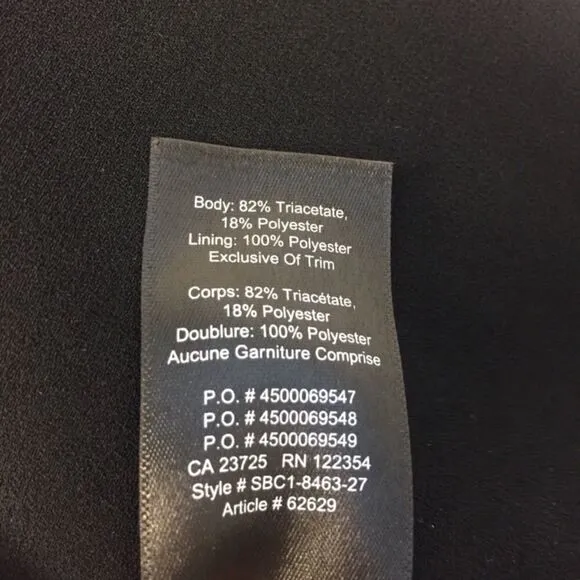 Body: 82% Triacetate,
18% Polyester
Lining: 100% Polyester
Exclusive Of Trim
Corps: 82% Triacétate,
18% Polyester
Doublure: 100% Polyester
Aucune Garniture Comprise
P.O. # 4500069547
P.O. # 4500069548
P.O. # 4500069549
CA 23725 RN 122354
Style # SBC1-8463-27
Article # 62629